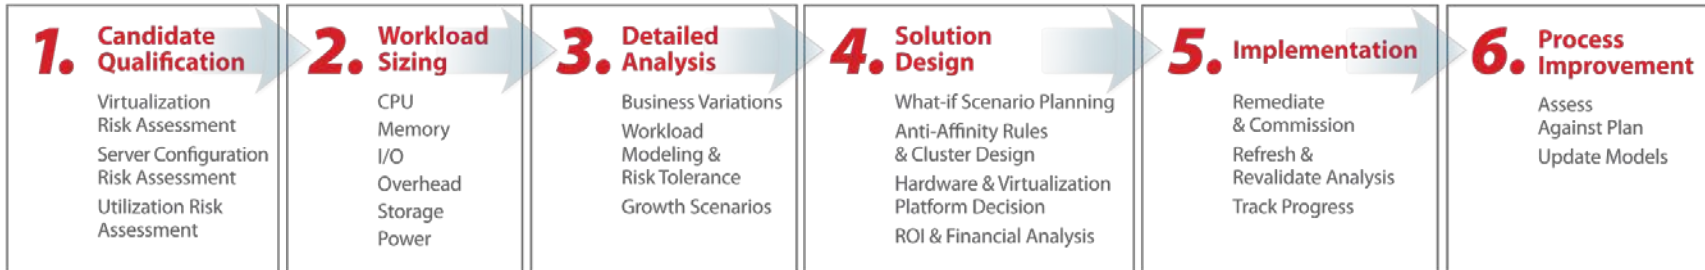 1. Candidate
Qualification
Virtualization
Risk Assessment
Server Configuration
Risk Assessment
Utilization Risk
Assessment
2. Workload
Sizing
CPU
Memory
I/O
Overhead
Storage
Power
3. Detailed
Analysis
Business Variations
Workload
Modeling &
Risk Tolerance
Growth Scenarios
4. Solution
Design
What-if Scenario Planning
Anti-Affinity Rules
& Cluster Design
Hardware & Virtualization
Platform Decision
ROI & Financial Analysis
5. Implementation
Remediate
& Commission
Refresh &
Revalidate Analysis
Track Progress
6. Process
Improvement
Assess
Against Plan
Update Models